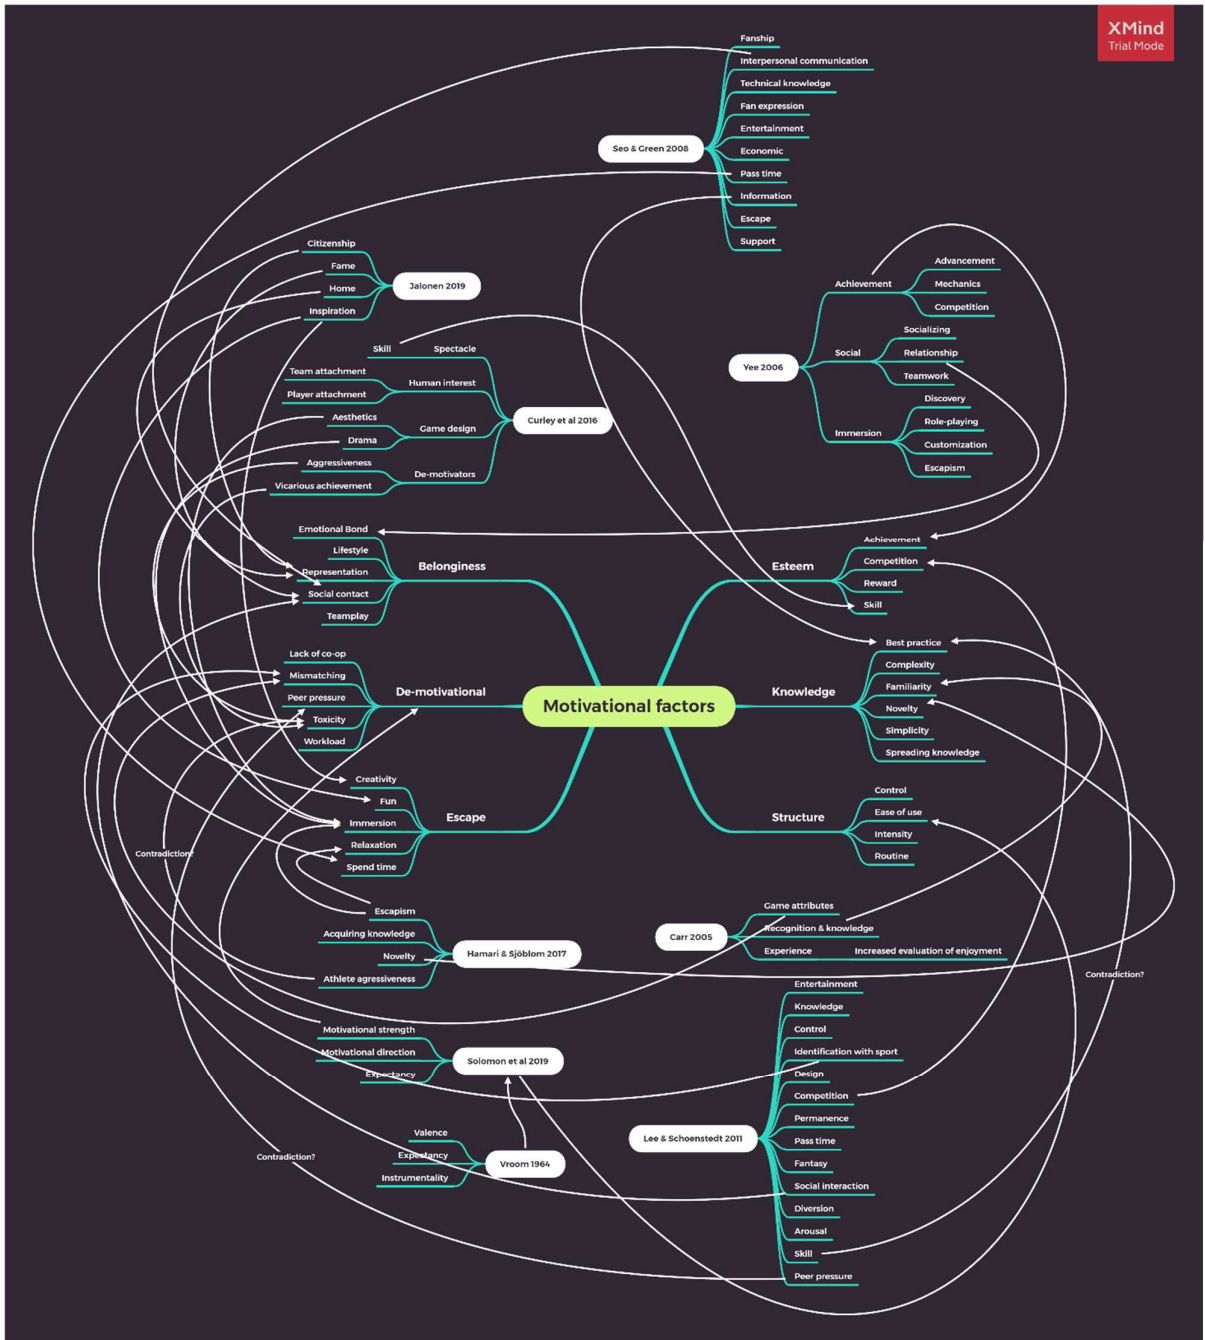 XMind
Trial Mode
Fanship
Interpersonal communication
Technical knowledge
Fan expression
Entertainment
Seo & Green 2008
Economic
Pass time
Information
Escape
Support
Citizenship
Fame
Home
Inspiration
Jalonen 2019
Skill
Spectacle
Team attachment
Player attachment
Human interest
Aesthetics
Drama
Game design
Aggressiveness
Vicarious achievement
De-motivators
Curley et al 2016
Advancement
Achievement
Mechanics
Competition
Socializing
Social
Relationship
Teamwork
Yee 2006
Discovery
Role-playing
Immersion
Customization
Escapism
Emotional Bond
Lifestyle
Representation
Social contact
Teamplay
Belonginess
Esteem
Achievement
Competition
Reward
Skill
Lack of co-op
Mismatching
Peer pressure
Toxicity
Workload
De-motivational
Motivational factors
Knowledge
Best practice
Complexity
Familiarity
Novelty
Simplicity
Spreading knowledge
Creativity
Fun
Immersion
Relaxation
Spend time
Escape
Structure
Control
Ease of use
Intensity
Routine
Contradiction?
Escapism
Acquiring knowledge
Novelty
Athlete agressiveness
Hamari & Sjöblom 2017
Carr 2005
Game attributes
Recognition & knowledge
Experience
Increased evaluation of enjoyment
Contradiction?
Motivational strength
Motivational direction
Expectancy
Solomon et al 2019
Valence
Expectancy
Instrumentality
Vroom 1964
Contradiction?
Lee & Schoenstedt 2011
Entertainment
Knowledge
Control
Identification with sport
Design
Competition
Permanence
Pass time
Fantasy
Social interaction
Diversion
Arousal
Skill
Peer pressure